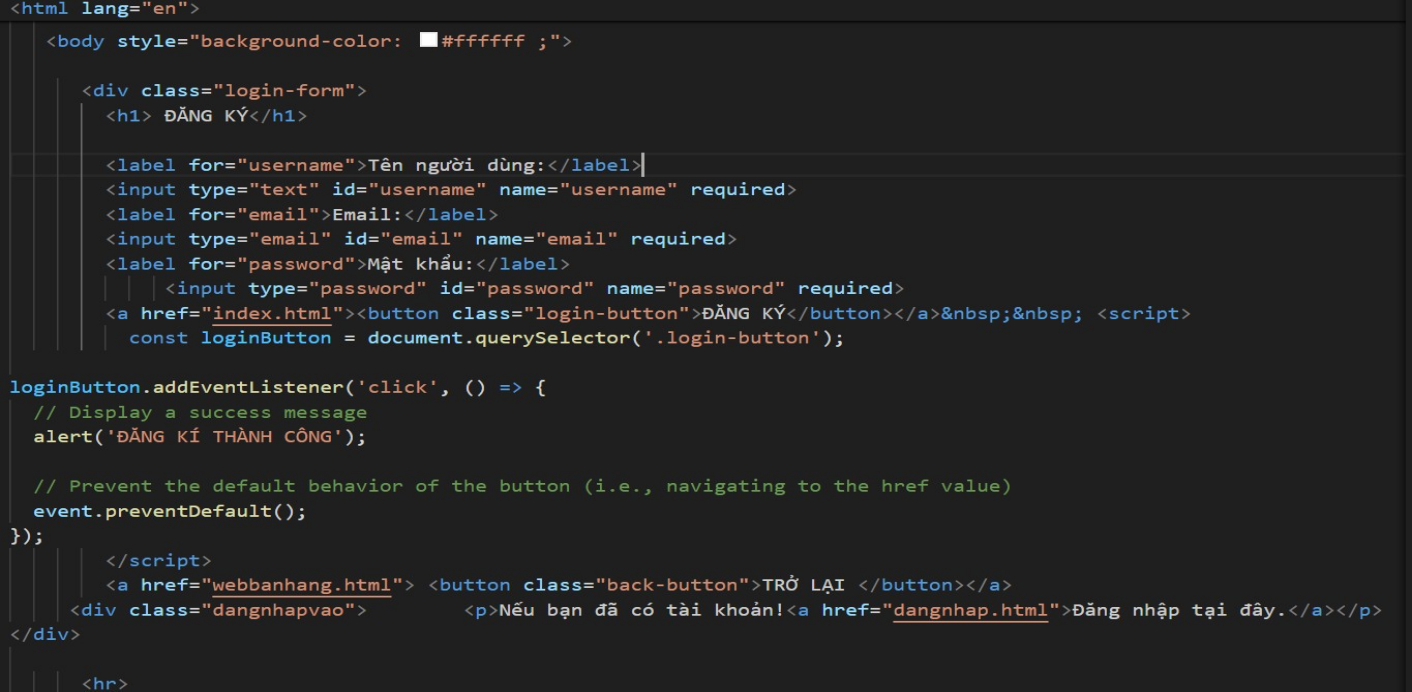 <html lang="en">
<body style="background-color: #ffffff ;">
<div class="login-form">
<h1> ĐĂNG KÝ</h1>
<label for="username">Tên người dùng:</label>
<input type="text" id="username" name="username" required>
<label for="email">Email:</label>
<input type="email" id="email" name="email" required>
<label for="password">Mật khẩu:</label>
<input type="password" id="password" name="password" required>
<a href="index.html"><button class="login-button">ĐĂNG KÝ</button></a>&nbsp;&nbsp; <script>
const loginButton = document.querySelector('.login-button');
loginButton.addEventListener('click', () => {
// Display a success message
alert('ĐĂNG KÍ THÀNH CÔNG');
// Prevent the default behavior of the button (i.e., navigating to the href value)
event.preventDefault();
});
</script>
<a href="webbanhang.html"> <button class="back-button">TRỞ LẠI </button></a>
<div class="dangnhapvao"> <p>Nếu bạn đã có tài khoản!<a href="dangnhap.html">Đăng nhập tại đây.</a></p>
</div>
<hr>